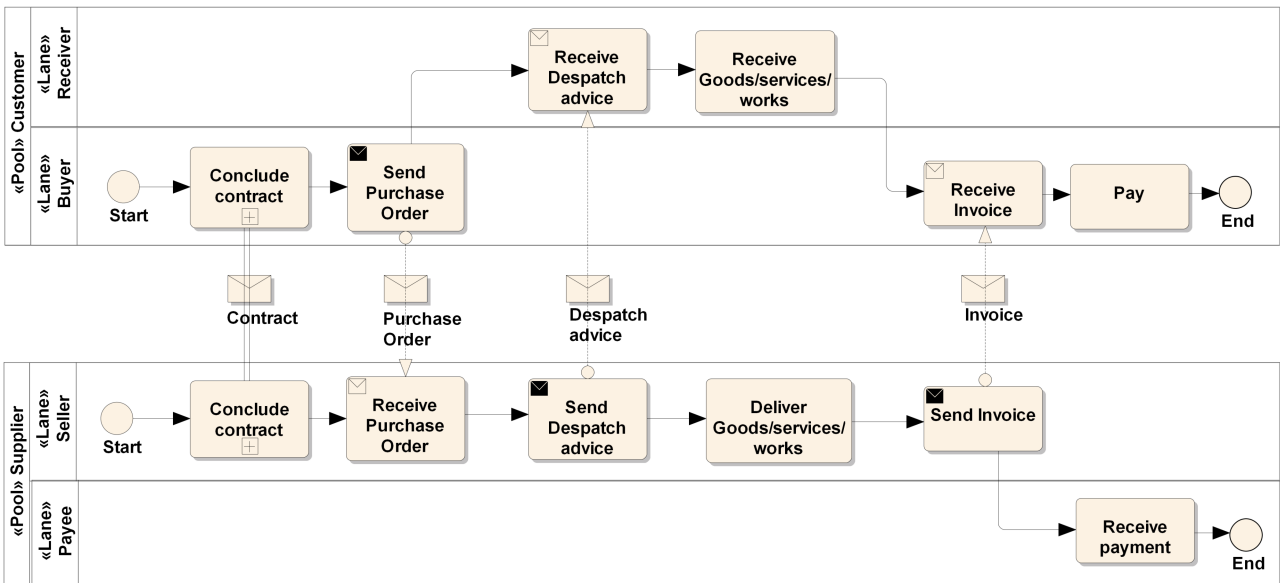 «Pool» Customer
«Lane»
Receiver
Receive
Despatch
advice
Receive
Goods/services/
works
«Lane»
Buyer
Start
Conclude
contract
Send
Purchase
Order
Receive
Invoice
Pay
End
Contract
Purchase
Order
Despatch
advice
Invoice
«Pool» Supplier
«Lane»
Seller
Start
Conclude
contract
Receive
Purchase
Order
Send
Despatch
advice
Deliver
Goods/services/
works
Send Invoice
«Lane»
Payee
Receive
payment
End